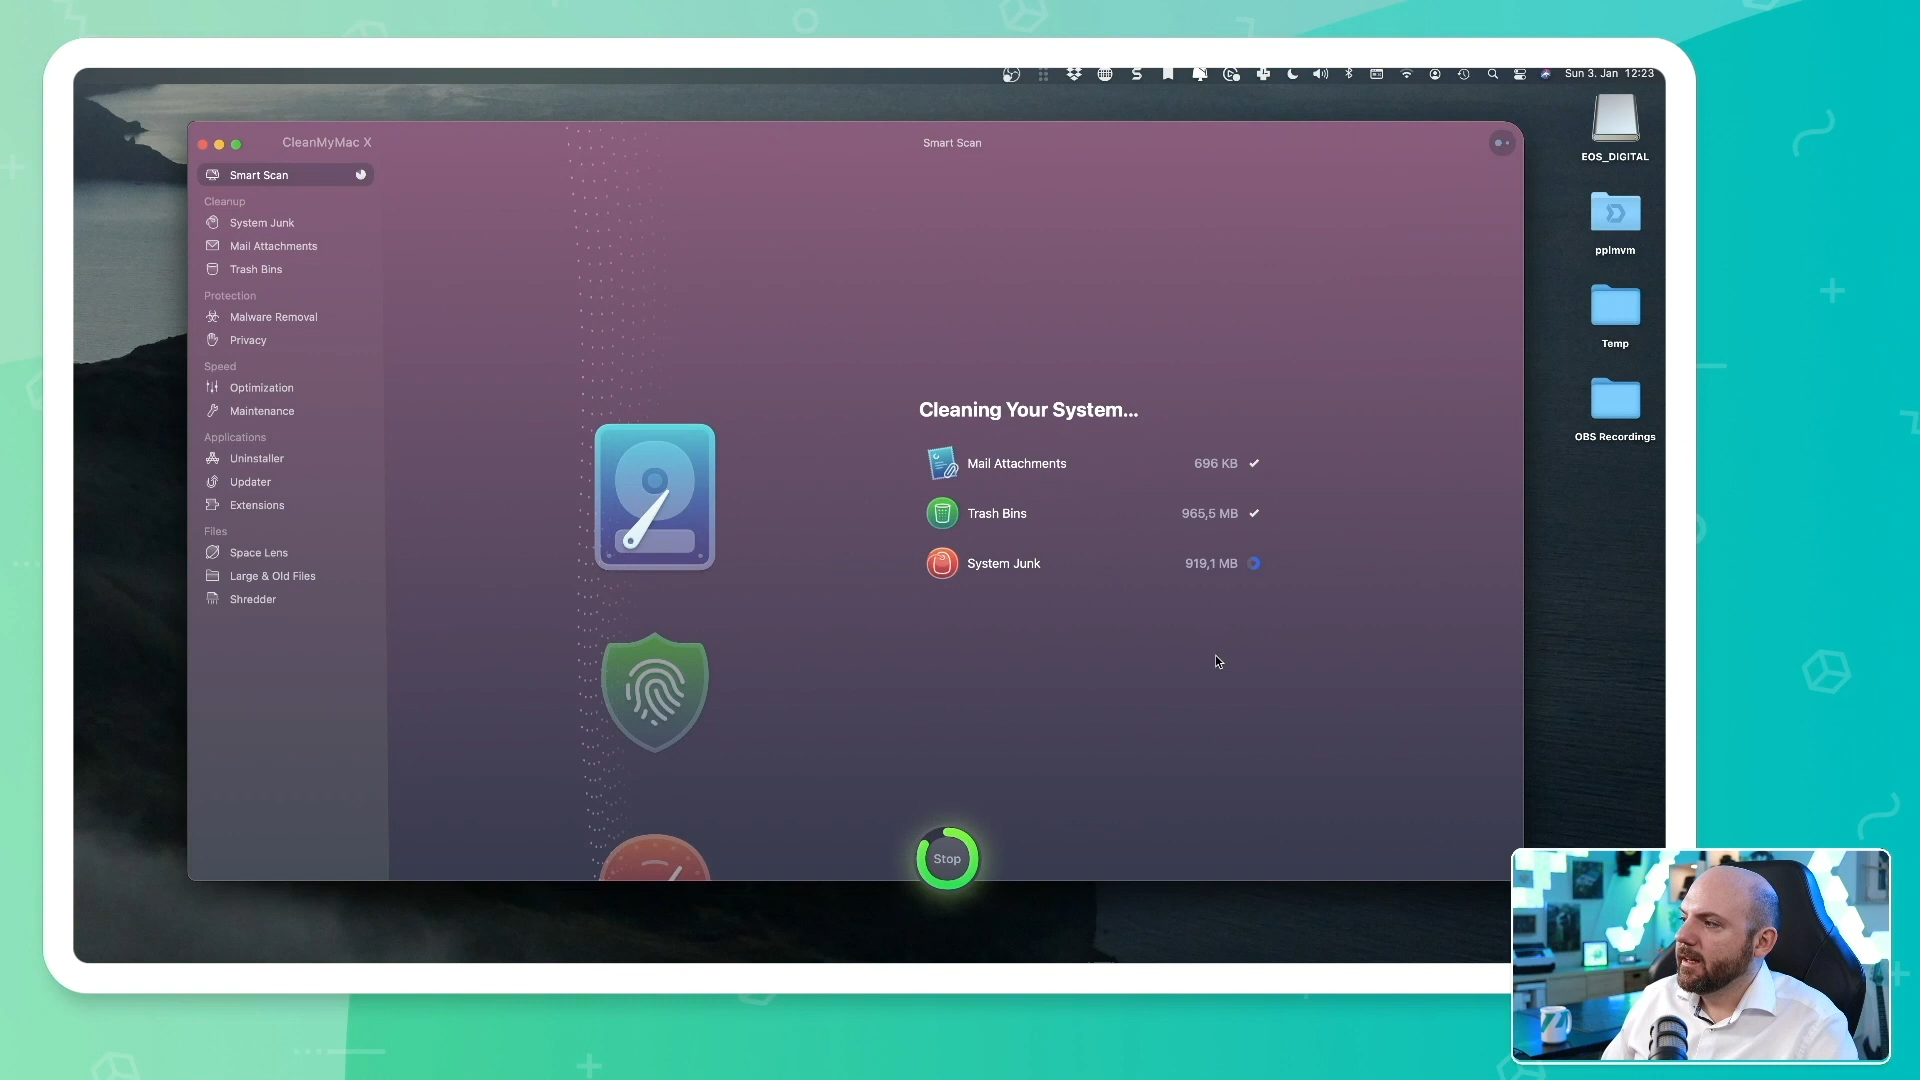 Sun 3. Jan 12:23
CleanMyMac X
Smart Scan
Smart Scan
Cleanup
System Junk
Mail Attachments
Trash Bins
Protection
Malware Removal
Privacy
Speed
Optimization
Maintenance
Applications
Uninstaller
Updater
Extensions
Files
Space Lens
Large & Old Files
Shredder
Cleaning Your System...
Mail Attachments 696 KB
Trash Bins 965,5 MB
System Junk 919,1 MB
Stop
EOS_DIGITAL
pplmvm
Temp
OBS Recordings